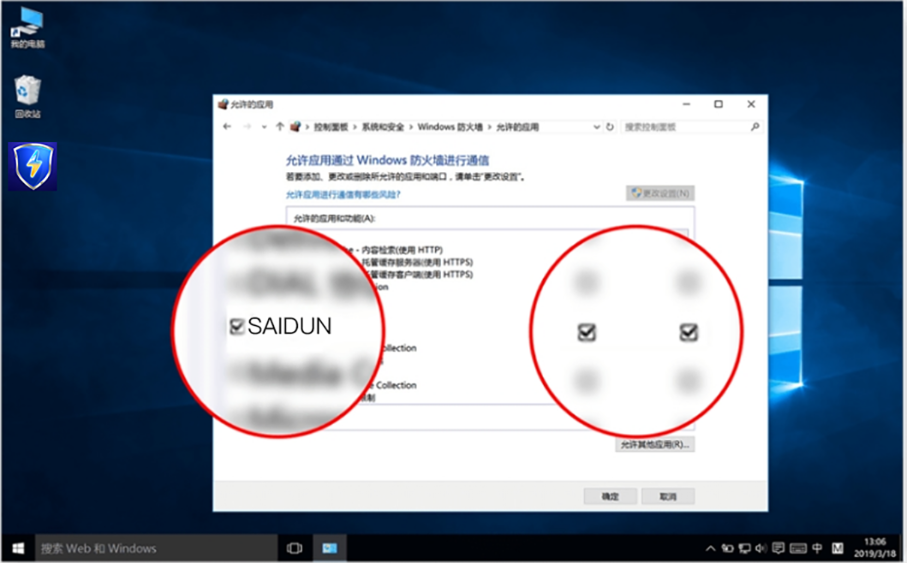 我的电脑
回收站
允许的应用
控制面板 › 系统和安全 › Windows 防火墙 › 允许的应用
搜索控制面板
允许应用通过 Windows 防火墙进行通信
若要添加、更改或删除所允许的应用和端口，请单击"更改设置"。
允许应用进行通信有哪些风险?
更改设置(N)
允许的应用和功能(A):
- 内容检索(使用 HTTP)
托管缓存服务器(使用 HTTPS)
托管缓存客户端(使用 HTTPS)
SAIDUN
Collection
Collection
允许其他应用(R)...
确定
取消
搜索 Web 和 Windows
中
M
13:06
2019/3/18